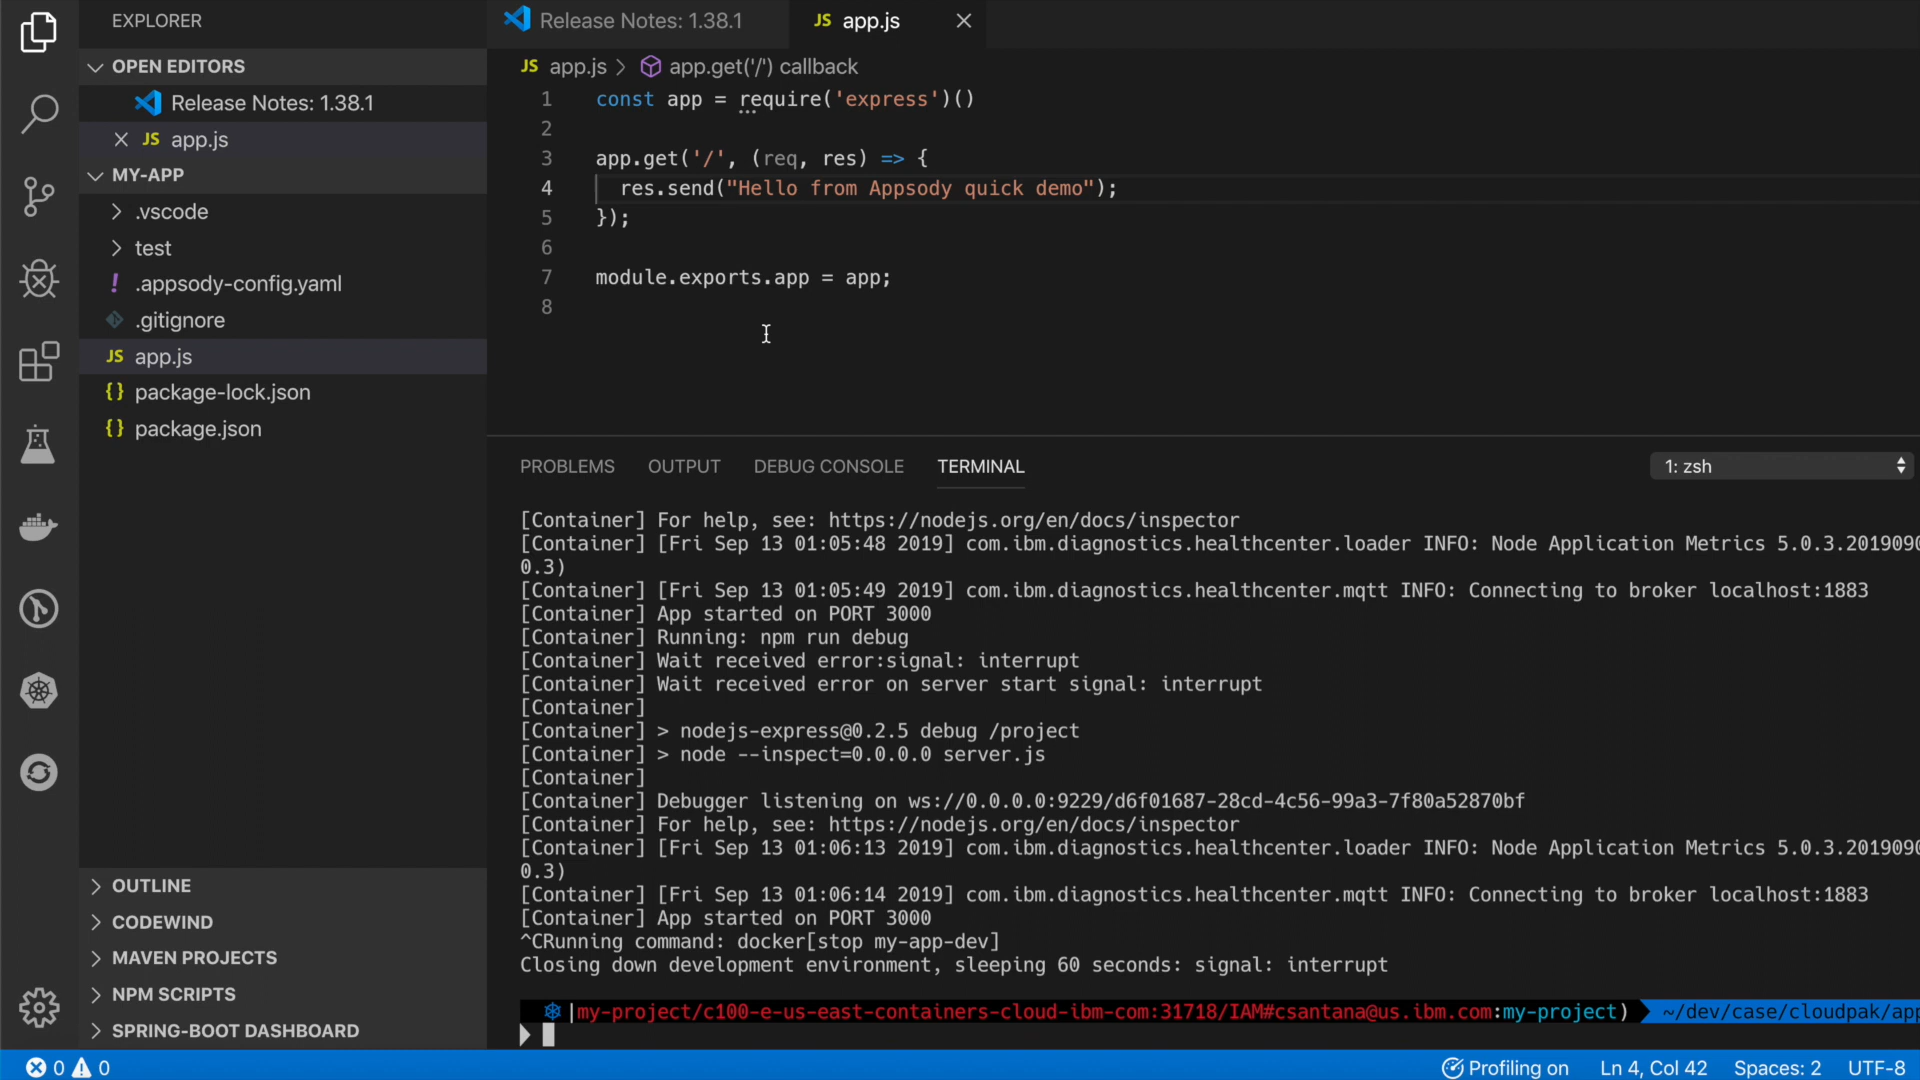 EXPLORER
OPEN EDITORS
Release Notes: 1.38.1
JS app.js
MY-APP
.vscode
test
! .appsody-config.yaml
.gitignore
JS app.js
{} package-lock.json
{} package.json
OUTLINE
CODEWIND
MAVEN PROJECTS
NPM SCRIPTS
SPRING-BOOT DASHBOARD
Release Notes: 1.38.1
JS app.js
JS app.js > app.get('/') callback
1 const app = require('express')()
2
3 app.get('/', (req, res) => {
4 res.send("Hello from Appsody quick demo");
5 });
6
7 module.exports.app = app;
8
PROBLEMS OUTPUT DEBUG CONSOLE TERMINAL 1: zsh
[Container] For help, see: https://nodejs.org/en/docs/inspector
[Container] [Fri Sep 13 01:05:48 2019] com.ibm.diagnostics.healthcenter.loader INFO: Node Application Metrics 5.0.3.2019090
0.3)
[Container] [Fri Sep 13 01:05:49 2019] com.ibm.diagnostics.healthcenter.mqtt INFO: Connecting to broker localhost:1883
[Container] App started on PORT 3000
[Container] Running: npm run debug
[Container] Wait received error:signal: interrupt
[Container] Wait received error on server start signal: interrupt
[Container]
[Container] > nodejs-express@0.2.5 debug /project
[Container] > node --inspect=0.0.0.0 server.js
[Container]
[Container] Debugger listening on ws://0.0.0.0:9229/d6f01687-28cd-4c56-99a3-7f80a52870bf
[Container] For help, see: https://nodejs.org/en/docs/inspector
[Container] [Fri Sep 13 01:06:13 2019] com.ibm.diagnostics.healthcenter.loader INFO: Node Application Metrics 5.0.3.2019090
0.3)
[Container] [Fri Sep 13 01:06:14 2019] com.ibm.diagnostics.healthcenter.mqtt INFO: Connecting to broker localhost:1883
[Container] App started on PORT 3000
^CRunning command: docker[stop my-app-dev]
Closing down development environment, sleeping 60 seconds: signal: interrupt
|my-project/c100-e-us-east-containers-cloud-ibm-com:31718/IAM#csantana@us.ibm.com:my-project) ~/dev/case/cloudpak/app
0 0 Profiling on Ln 4, Col 42 Spaces: 2 UTF-8